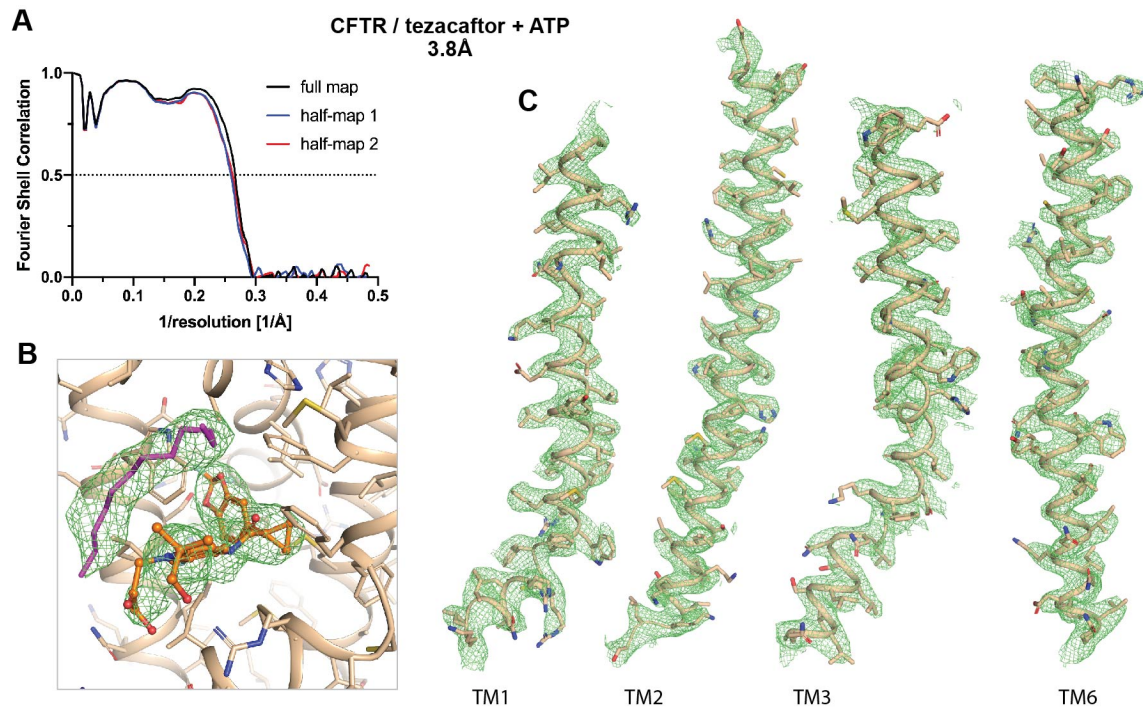 A
CFTR / tezacaftor + ATP
3.8Å
Fourier Shell Correlation
1.0
0.5
0.0
full map
half-map 1
half-map 2
0.0 0.1 0.2 0.3 0.4 0.5
1/resolution [1/Å]
B
C
TM1 TM2 TM3 TM6